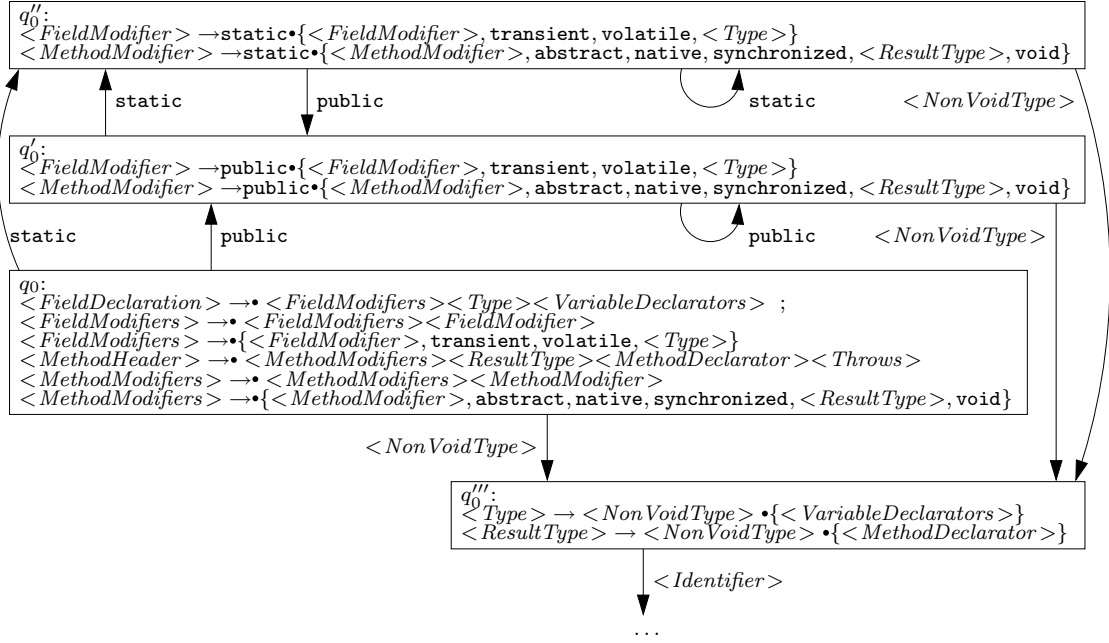 q₀′′:
<FieldModifier> →static•{<FieldModifier>, transient, volatile, <Type>}
<MethodModifier> →static•{<MethodModifier>, abstract, native, synchronized, <ResultType>, void}
static
public
static
<NonVoidType>
q₀′:
<FieldModifier> →public•{<FieldModifier>, transient, volatile, <Type>}
<MethodModifier> →public•{<MethodModifier>, abstract, native, synchronized, <ResultType>, void}
static
public
public
<NonVoidType>
q₀:
<FieldDeclaration> →• <FieldModifiers><Type><VariableDeclarators> ;
<FieldModifiers> →• <FieldModifiers><FieldModifier>
<FieldModifiers> →•{<FieldModifier>, transient, volatile, <Type>}
<MethodHeader> →• <MethodModifiers><ResultType><MethodDeclarator><Throws>
<MethodModifiers> →• <MethodModifiers><MethodModifier>
<MethodModifiers> →•{<MethodModifier>, abstract, native, synchronized, <ResultType>, void}
<NonVoidType>
q₀′′′:
<Type> → <NonVoidType> •{<VariableDeclarators>}
<ResultType> → <NonVoidType> •{<MethodDeclarator>}
<Identifier>
...